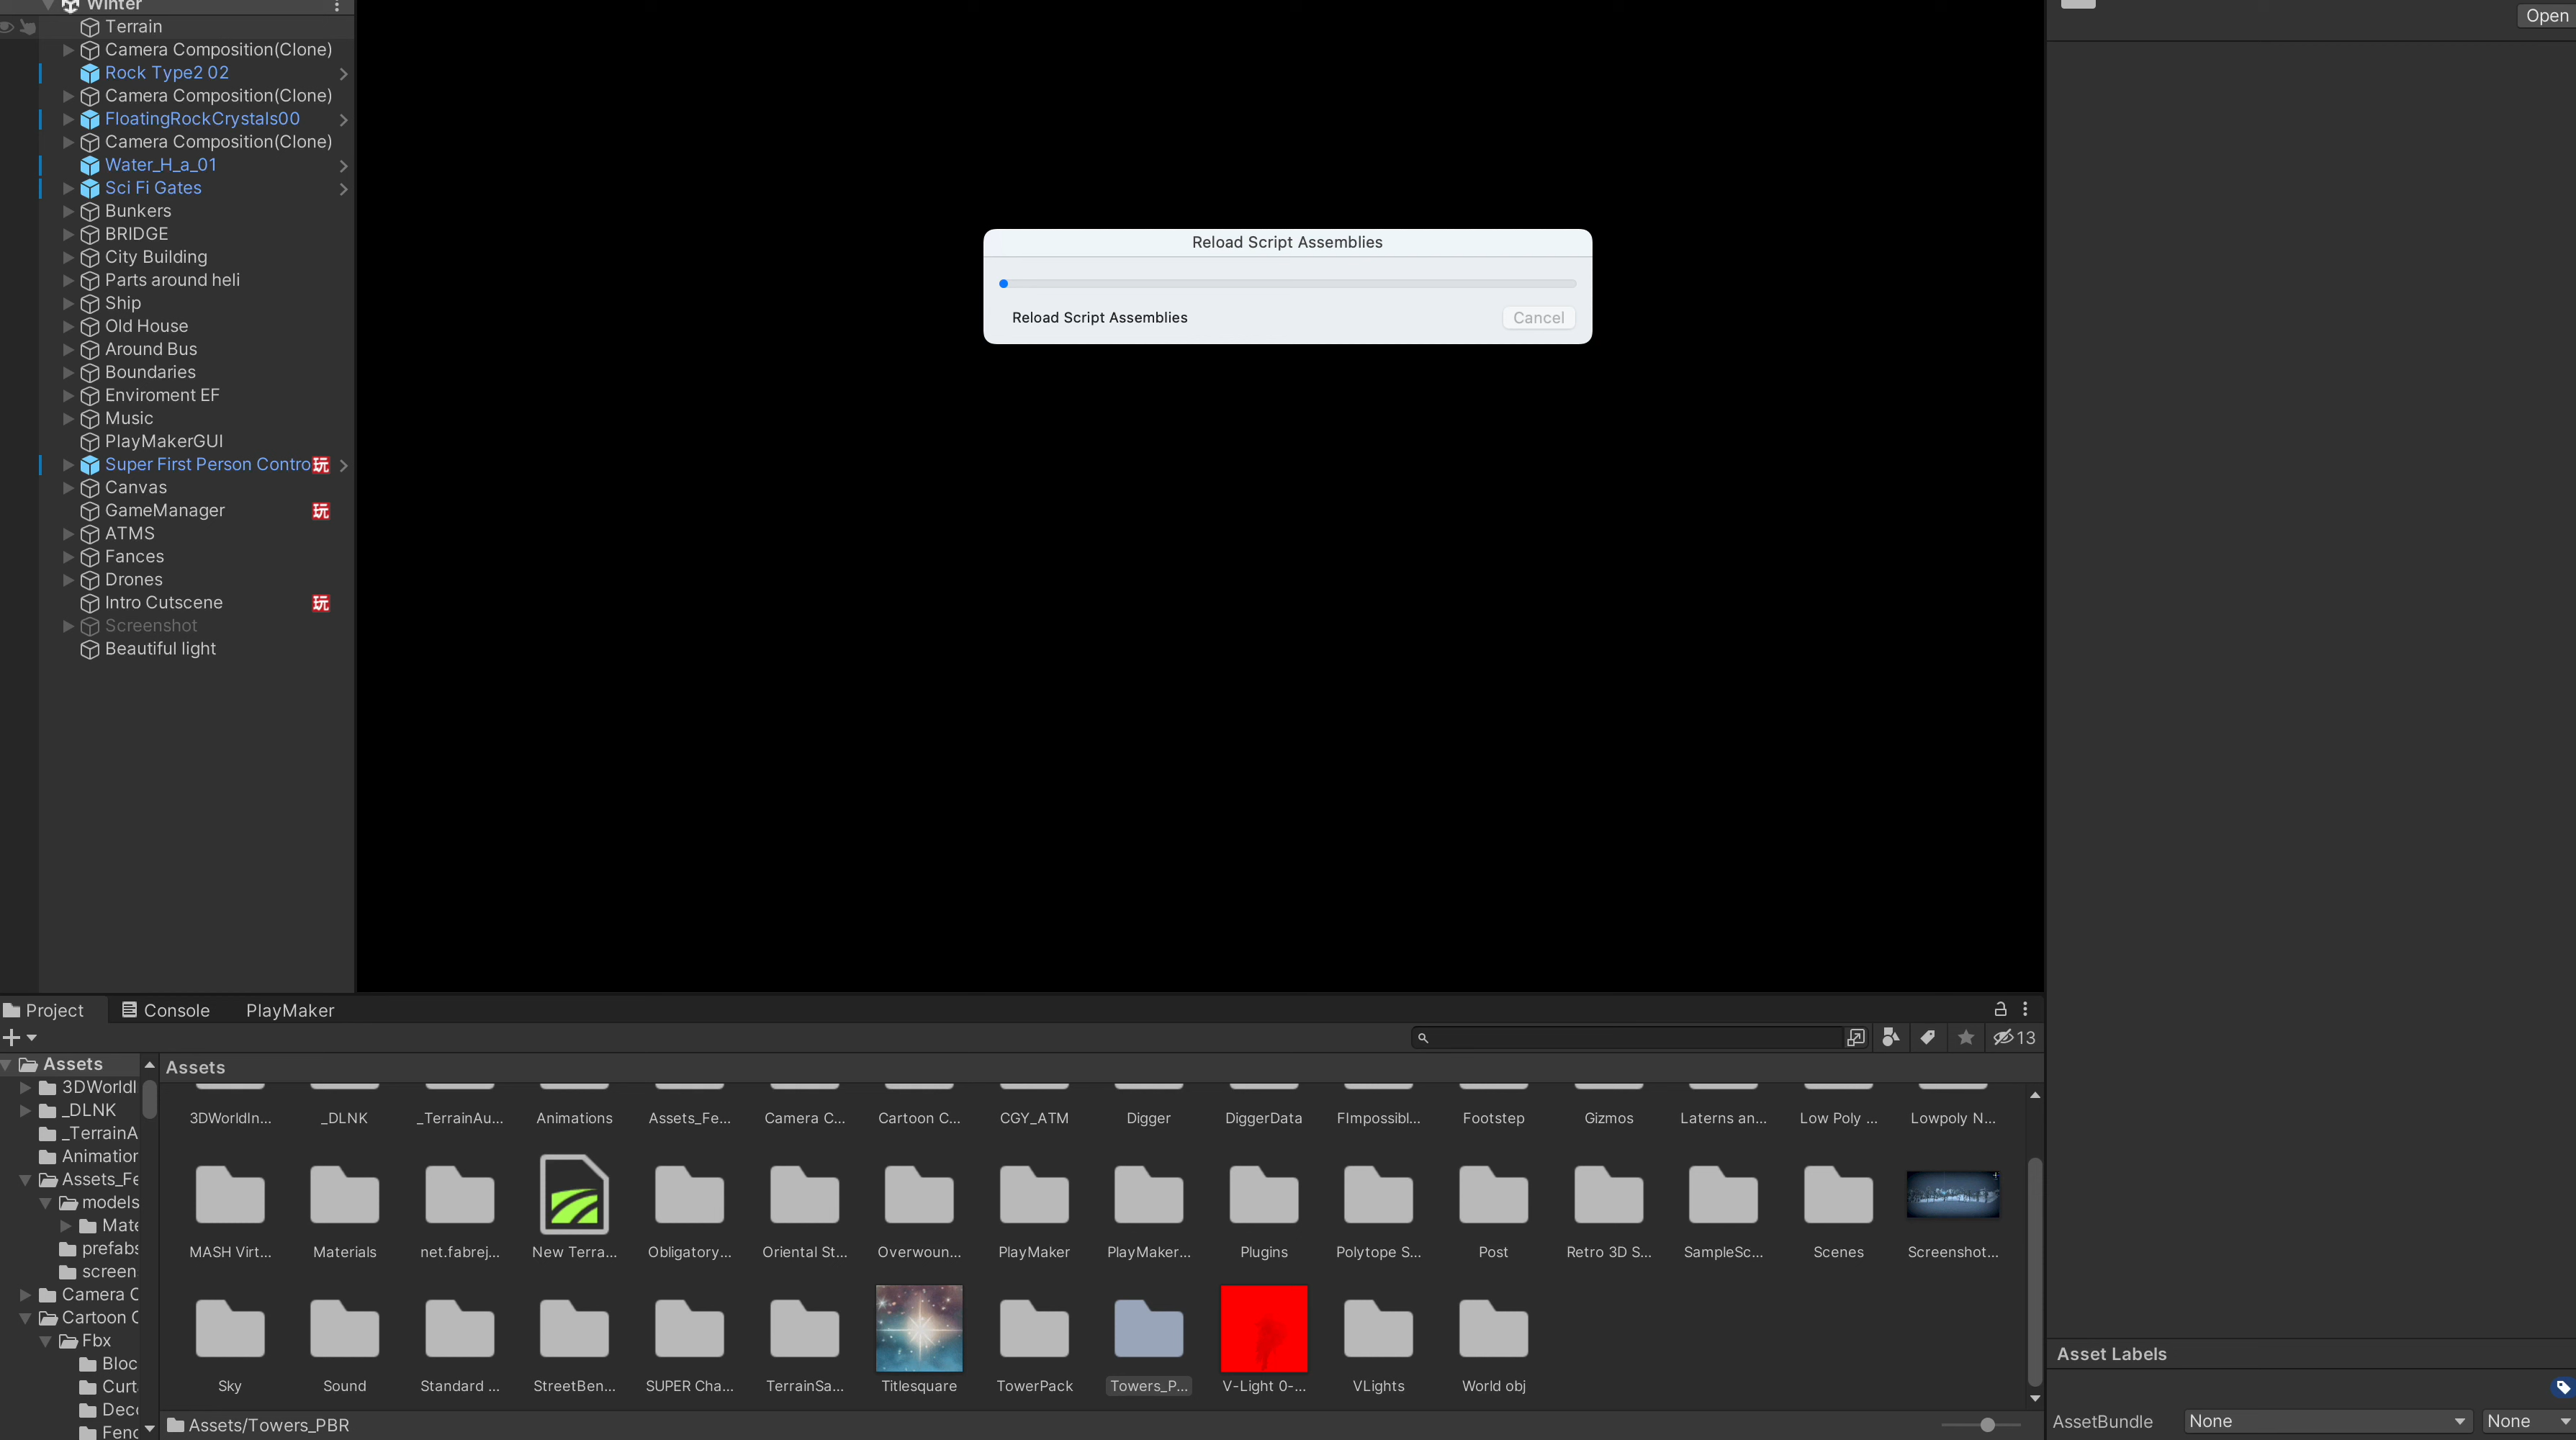 Winter
Terrain
Camera Composition(Clone)
Rock Type2 02
Camera Composition(Clone)
FloatingRockCrystals00
Camera Composition(Clone)
Water_H_a_01
Sci Fi Gates
Bunkers
BRIDGE
City Building
Parts around heli
Ship
Old House
Around Bus
Boundaries
Enviroment EF
Music
PlayMakerGUI
Super First Person Contro 玩
Canvas
GameManager 玩
ATMS
Fances
Drones
Intro Cutscene 玩
Screenshot
Beautiful light
Reload Script Assemblies
Reload Script Assemblies
Cancel
Open
Project Console PlayMaker
13
Assets
3DWorldI
_DLNK
_TerrainA
Animation
Assets_Fe
models
Mate
prefabs
screen
Camera C
Cartoon C
Fbx
Bloc
Curt
Deco
Fenc
Assets
3DWorldIn... _DLNK _TerrainAu... Animations Assets_Fe... Camera C... Cartoon C... CGY_ATM Digger DiggerData FImpossibl... Footstep Gizmos Laterns an... Low Poly ... Lowpoly N...
MASH Virt... Materials net.fabrej... New Terra... Obligatory... Oriental St... Overwoun... PlayMaker PlayMaker... Plugins Polytope S... Post Retro 3D S... SampleSc... Scenes Screenshot...
Sky Sound Standard ... StreetBen... SUPER Cha... TerrainSa... Titlesquare TowerPack Towers_P... V-Light 0-... VLights World obj
Assets/Towers_PBR
Asset Labels
AssetBundle None None